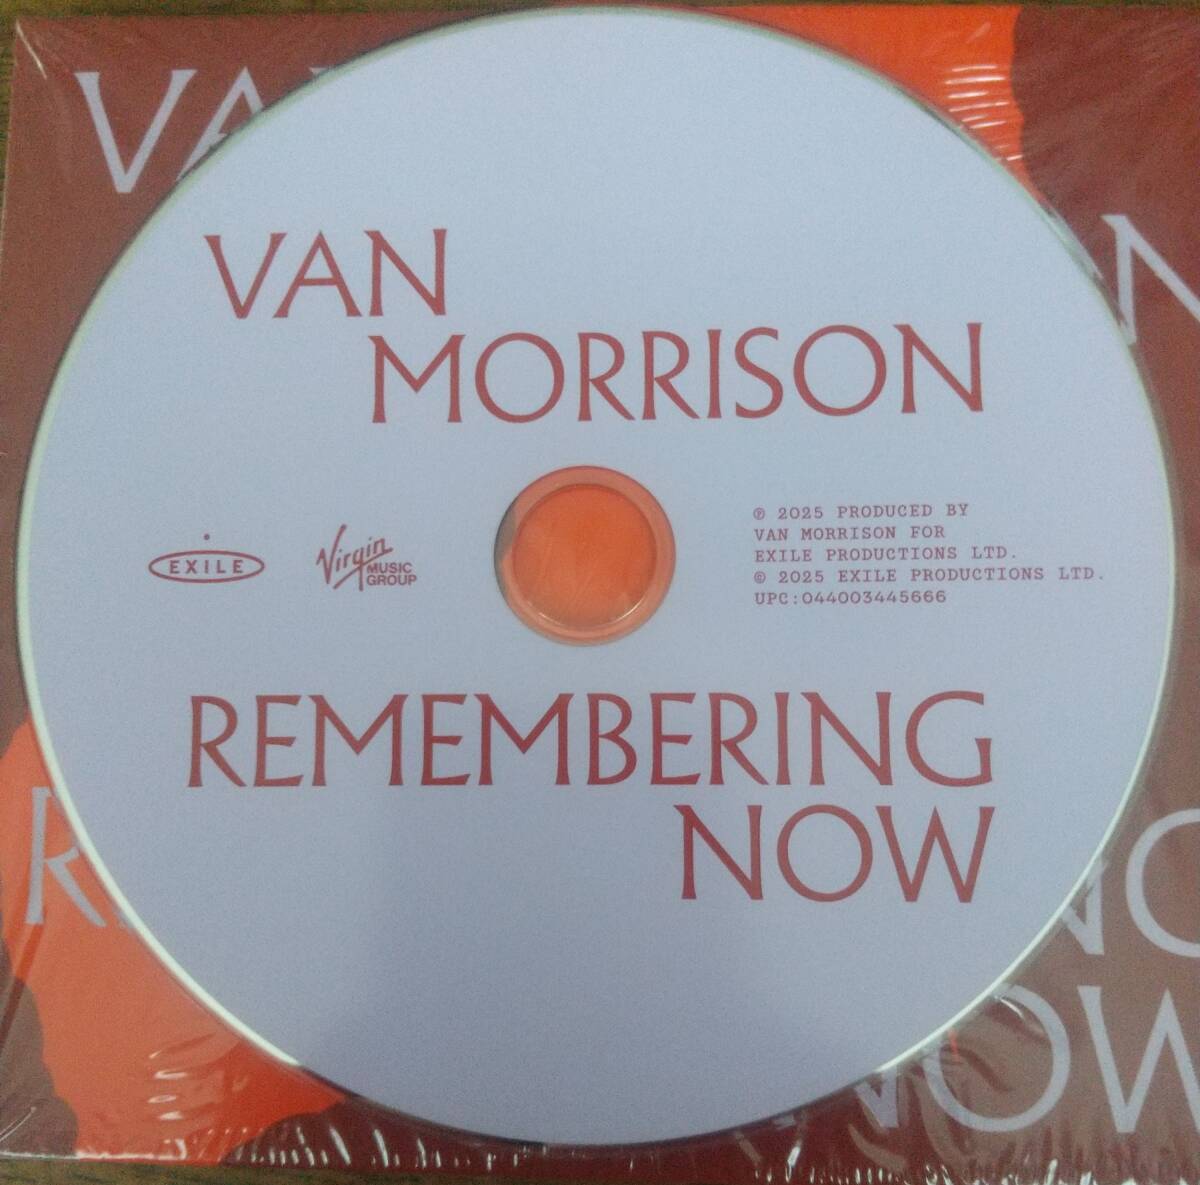 VAN
MORRISON
EXILE
Virgin
MUSIC
GROUP
℗ 2025 PRODUCED BY
VAN MORRISON FOR
EXILE PRODUCTIONS LTD.
© 2025 EXILE PRODUCTIONS LTD.
UPC:044003445666
REMEMBERING
NOW
NOW